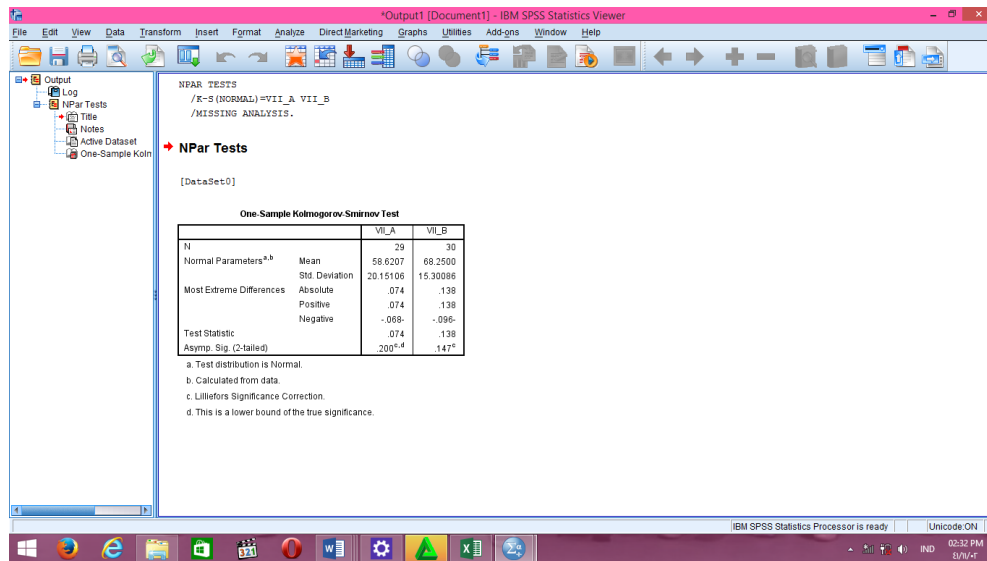 *Output1 [Document1] - IBM SPSS Statistics Viewer
File Edit View Data Transform Insert Format Analyze Direct Marketing Graphs Utilities Add-ons Window Help
Output
Log
NPar Tests
Title
Notes
Active Dataset
One-Sample Koln
NPAR TESTS
/K-S(NORMAL)=VII_A VII_B
/MISSING ANALYSIS.
NPar Tests
[DataSet0]
One-Sample Kolmogorov-Smirnov Test
VII_A VII_B
N 29 30
Normal Parameters a,b Mean 58.6207 68.2500
Std. Deviation 20.15106 15.30086
Most Extreme Differences Absolute .074 .138
Positive .074 .138
Negative -.068- -.096-
Test Statistic .074 .138
Asymp. Sig. (2-tailed) .200 c,d .147 c
a. Test distribution is Normal.
b. Calculated from data.
c. Lilliefors Significance Correction.
d. This is a lower bound of the true significance.
IBM SPSS Statistics Processor is ready Unicode:ON
321
IND
02:32 PM